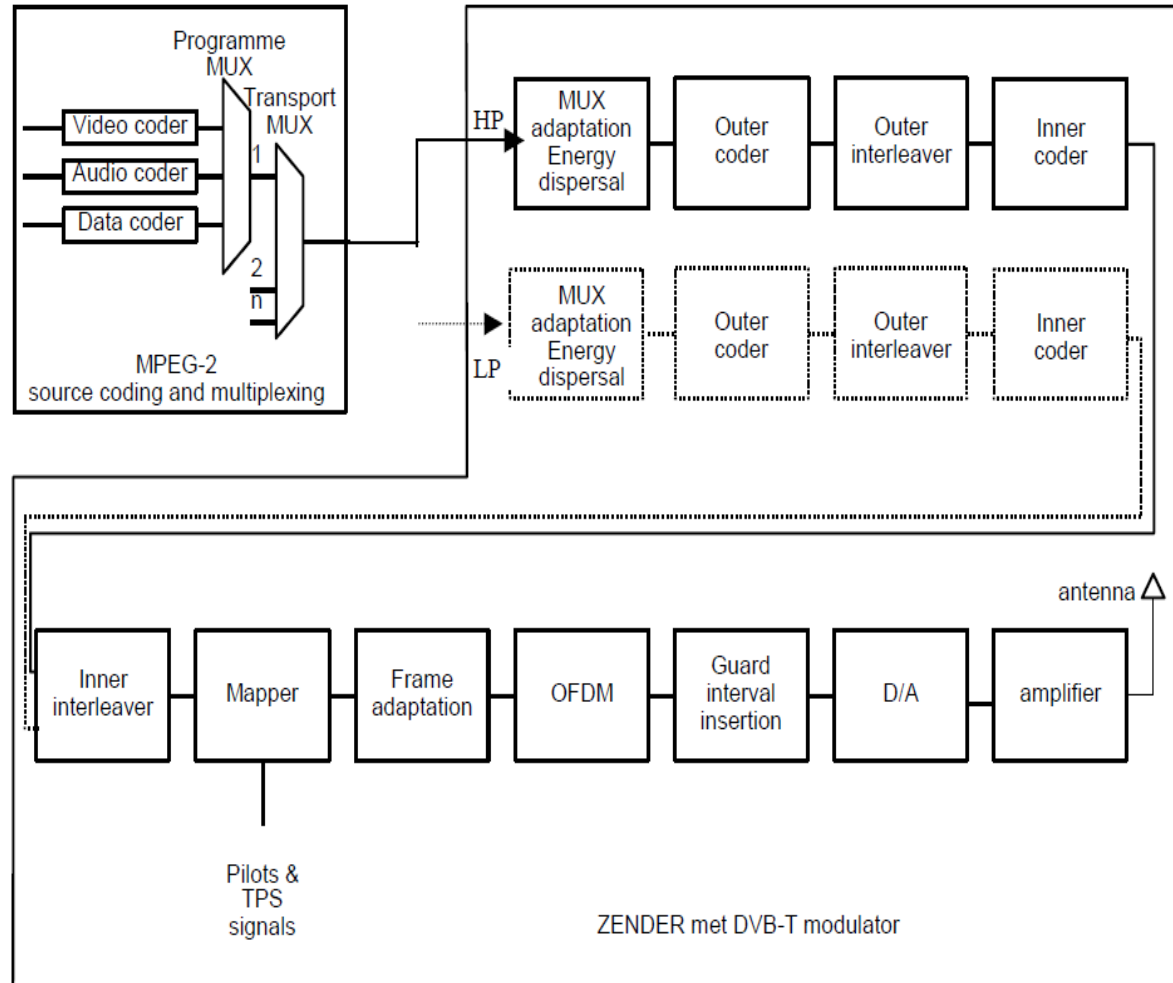 Programme
MUX
Transport
MUX
Video coder
Audio coder
Data coder
1
2
n
MPEG-2
source coding and multiplexing
HP
MUX
adaptation
Energy
dispersal
Outer
coder
Outer
interleaver
Inner
coder
LP
MUX
adaptation
Energy
dispersal
Outer
coder
Outer
interleaver
Inner
coder
antenna
Inner
interleaver
Mapper
Frame
adaptation
OFDM
Guard
interval
insertion
D/A
amplifier
Pilots &
TPS
signals
ZENDER met DVB-T modulator